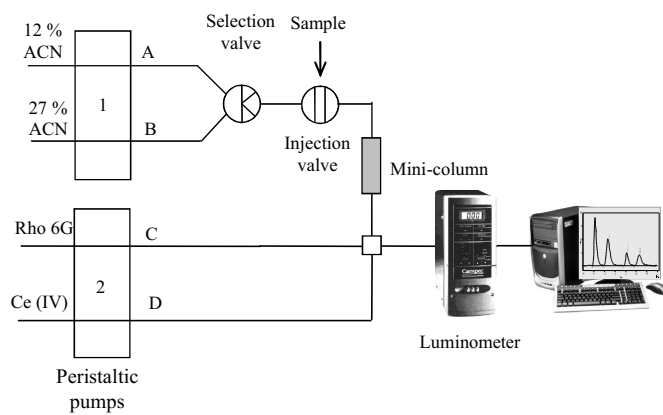 12 %
ACN
A
Selection
valve
Sample
1
27 %
ACN
B
Injection
valve
Mini-column
Rho 6G
C
2
Ce (IV)
D
Luminometer
Peristaltic
pumps